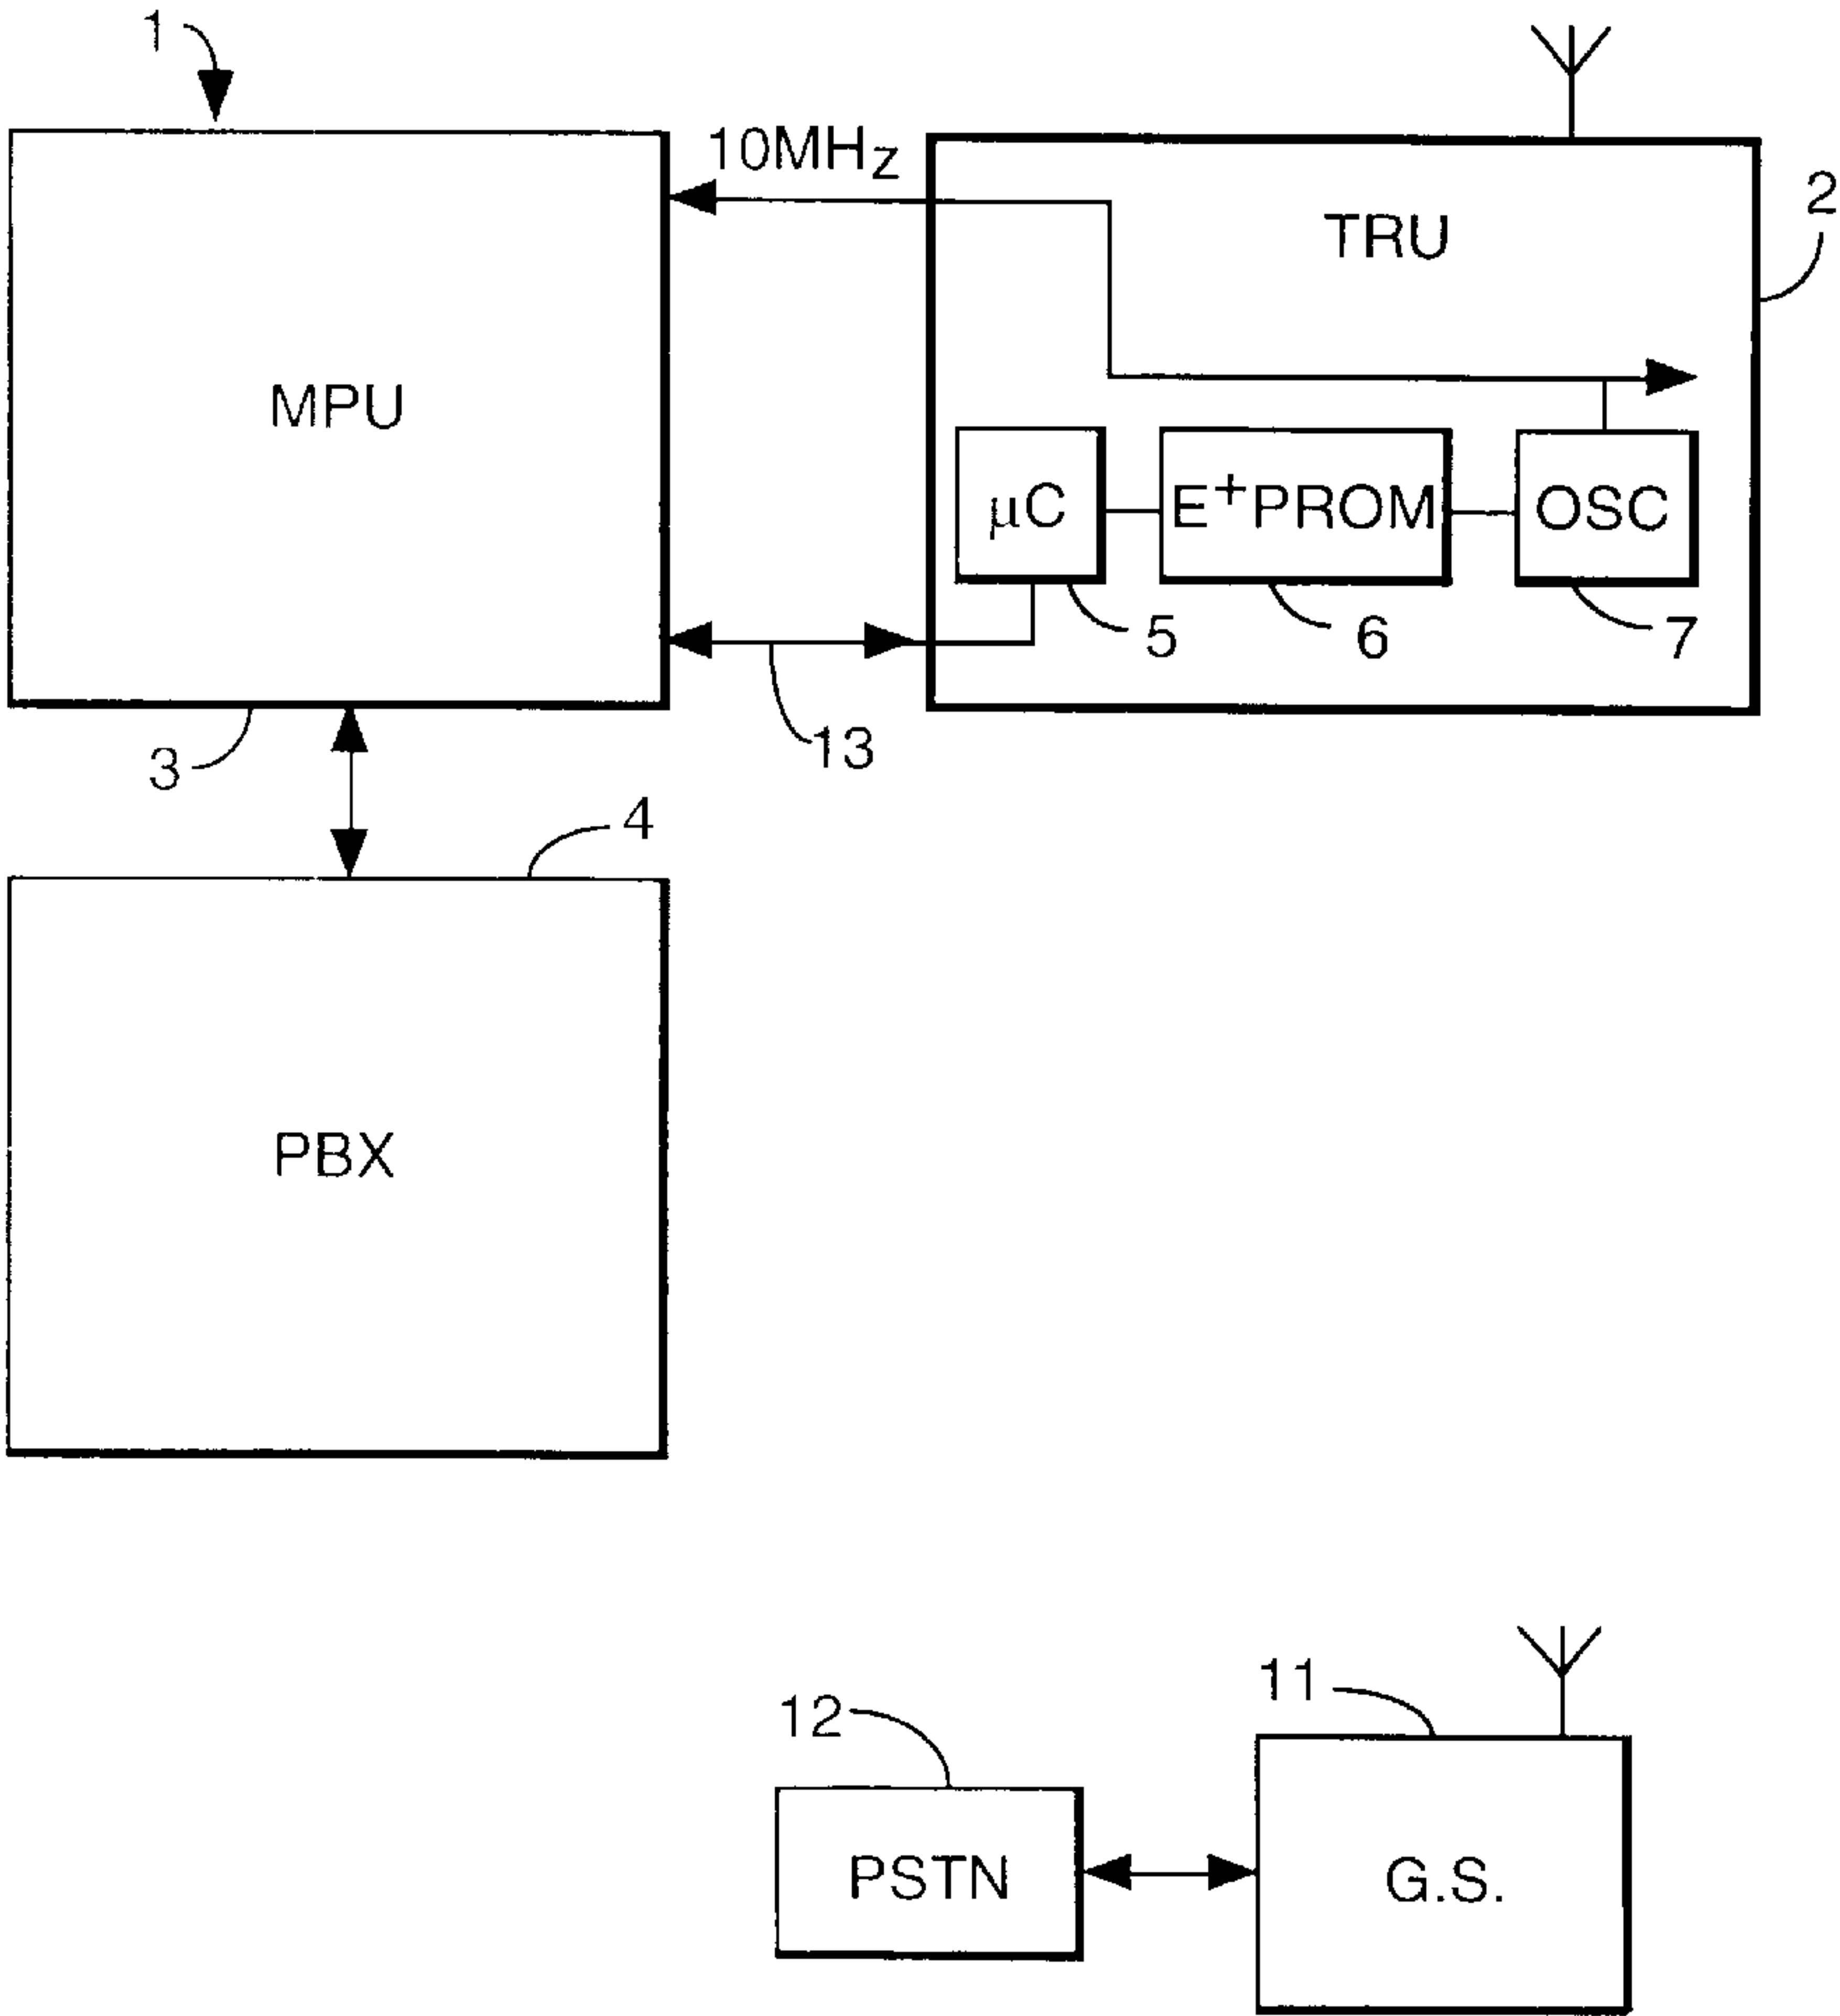 1
10MHz
TRU
2
MPU
µC
E+PROM
OSC
5
6
7
3
13
4
PBX
11
12
PSTN
G.S.